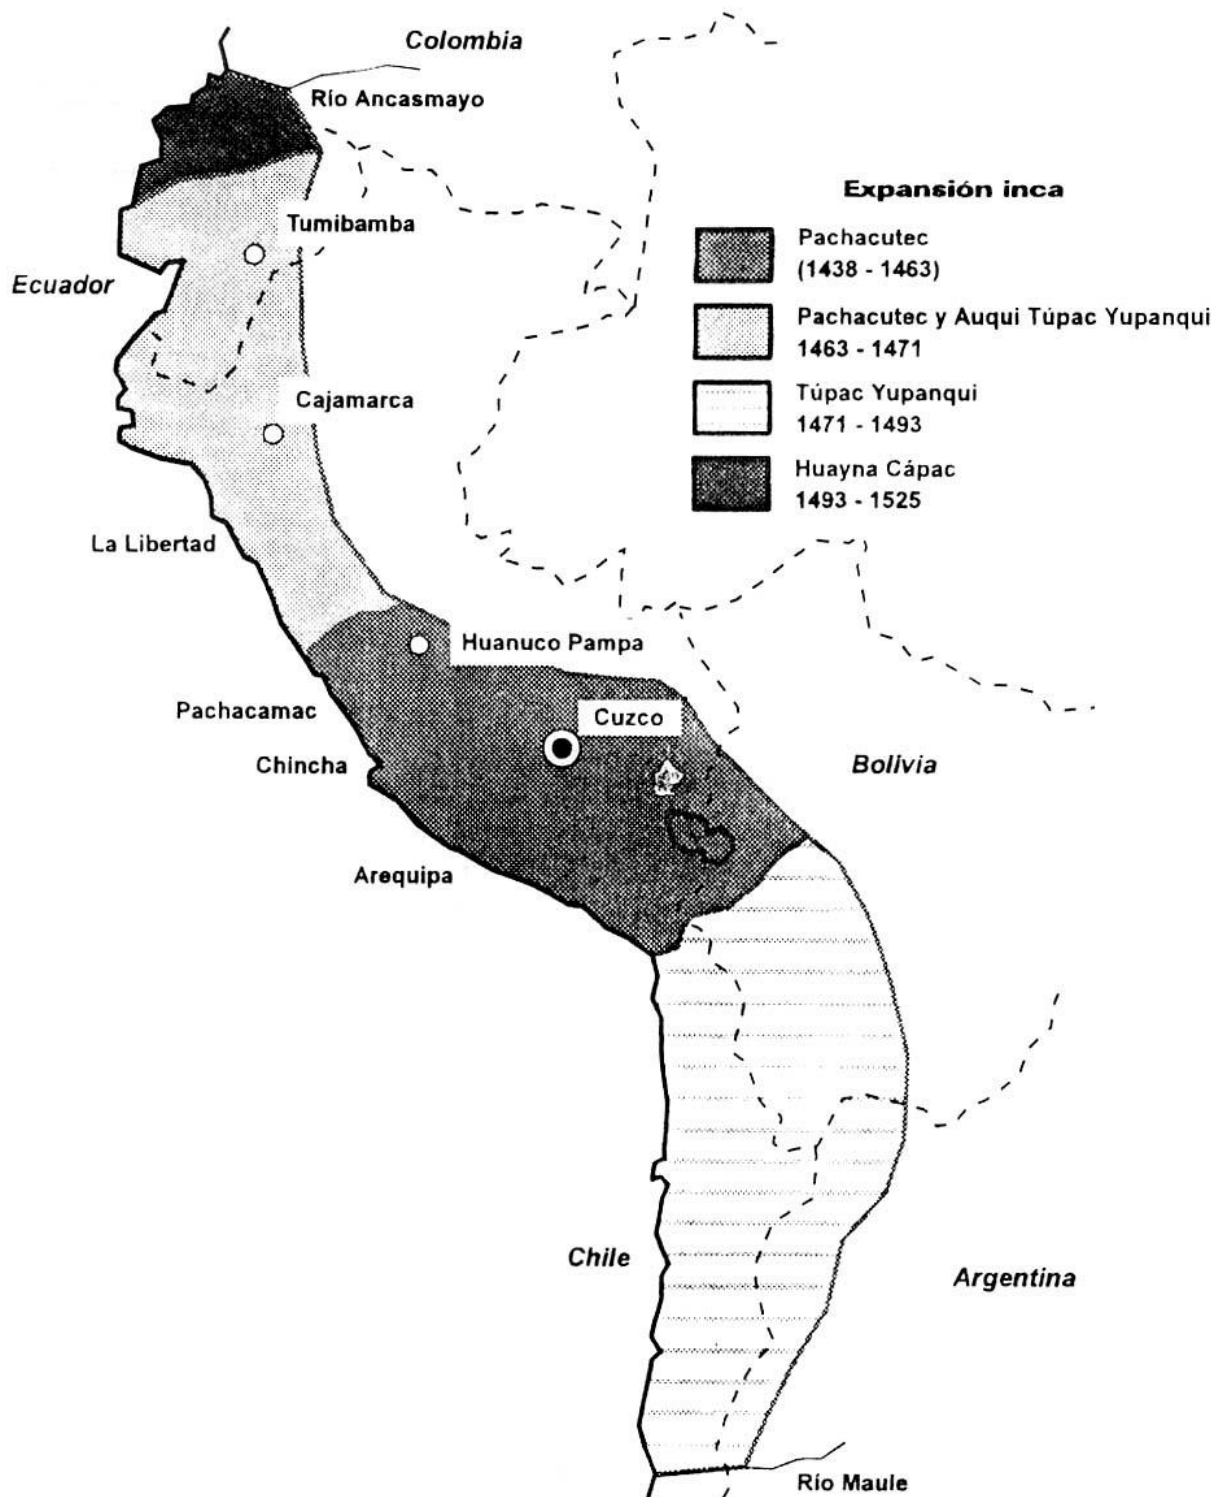 Colombia
Río Ancasmayo
Expansión inca
Pachacutec
(1438 - 1463)
Pachacutec y Auqui Túpac Yupanqui
1463 - 1471
Túpac Yupanqui
1471 - 1493
Huayna Cápac
1493 - 1525
Tumibamba
Ecuador
Cajamarca
La Libertad
Huanuco Pampa
Pachacamac
Cuzco
Chincha
Bolivia
Arequipa
Chile
Argentina
Río Maule